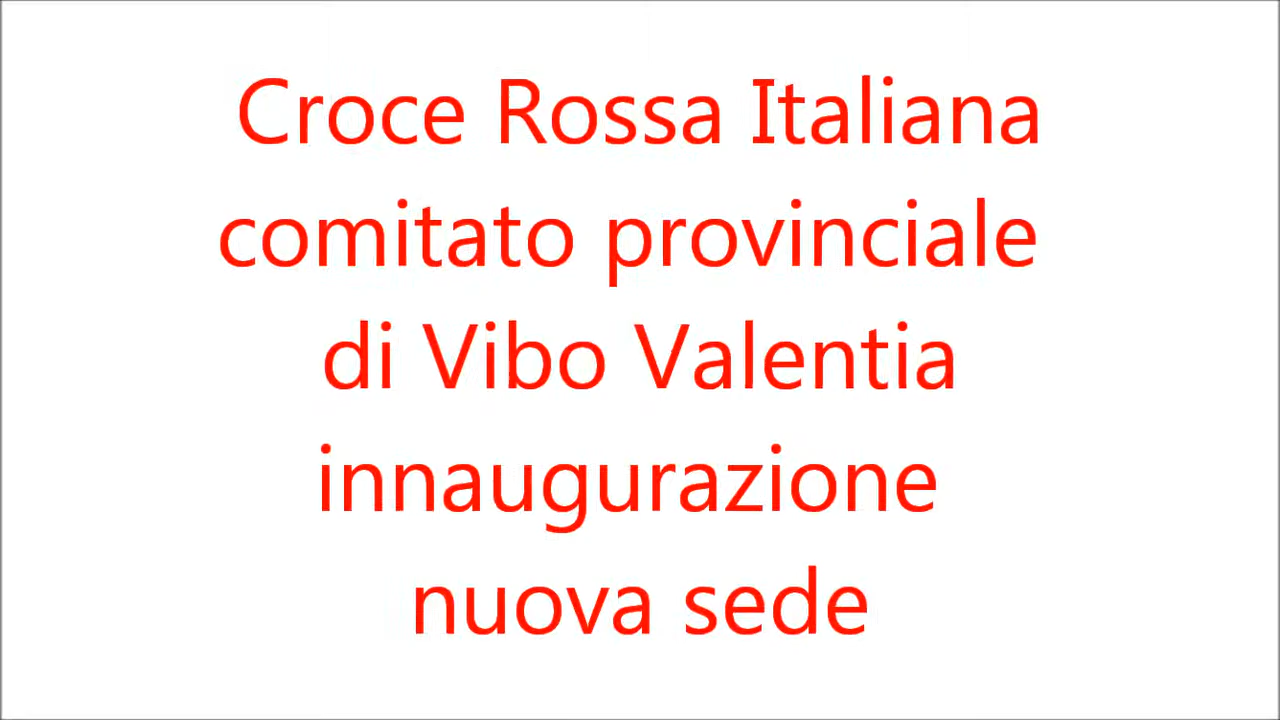 Croce Rossa Italiana
comitato provinciale
di Vibo Valentia
innaugurazione
nuova sede